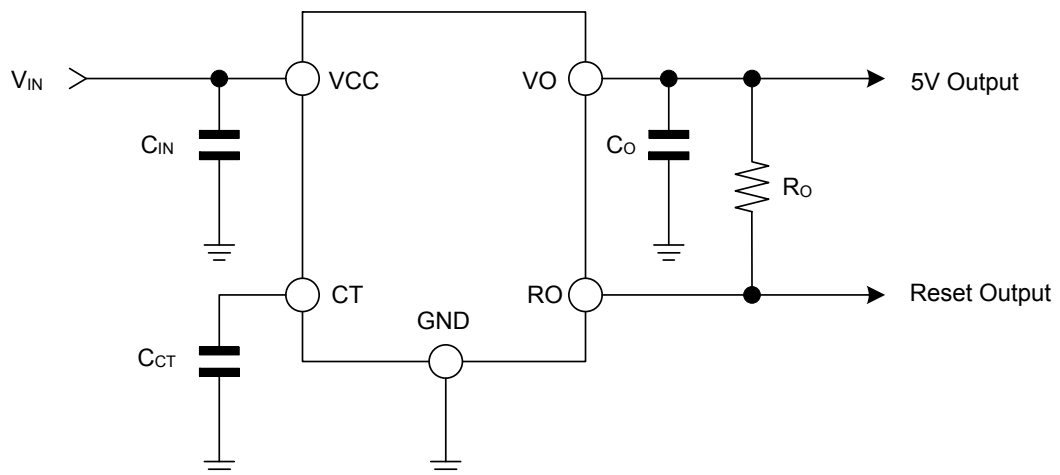 VIN
VCC
VO
5V Output
CIN
CO
RO
CT
RO
Reset Output
GND
CCT